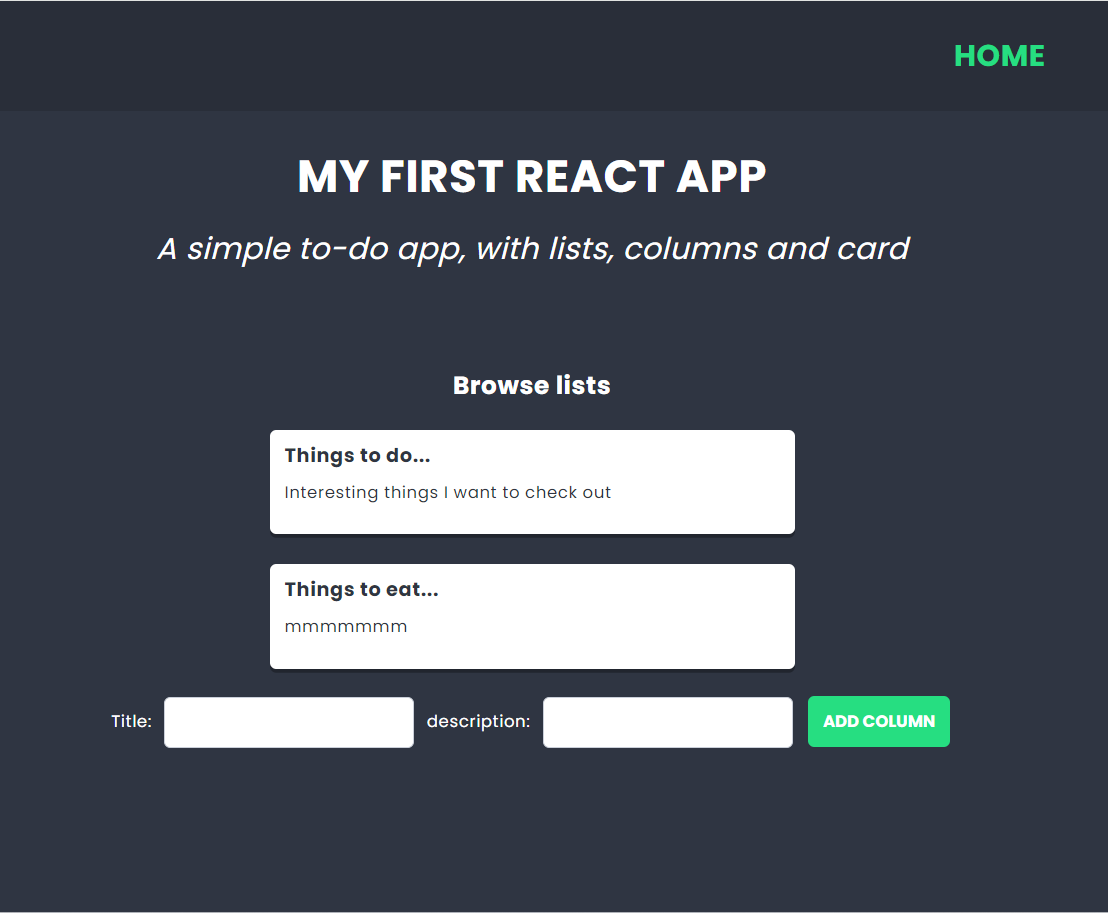 HOME
MY FIRST REACT APP
A simple to-do app, with lists, columns and card
Browse lists
Things to do...
Interesting things I want to check out
Things to eat...
mmmmmmm
Title: description: ADD COLUMN